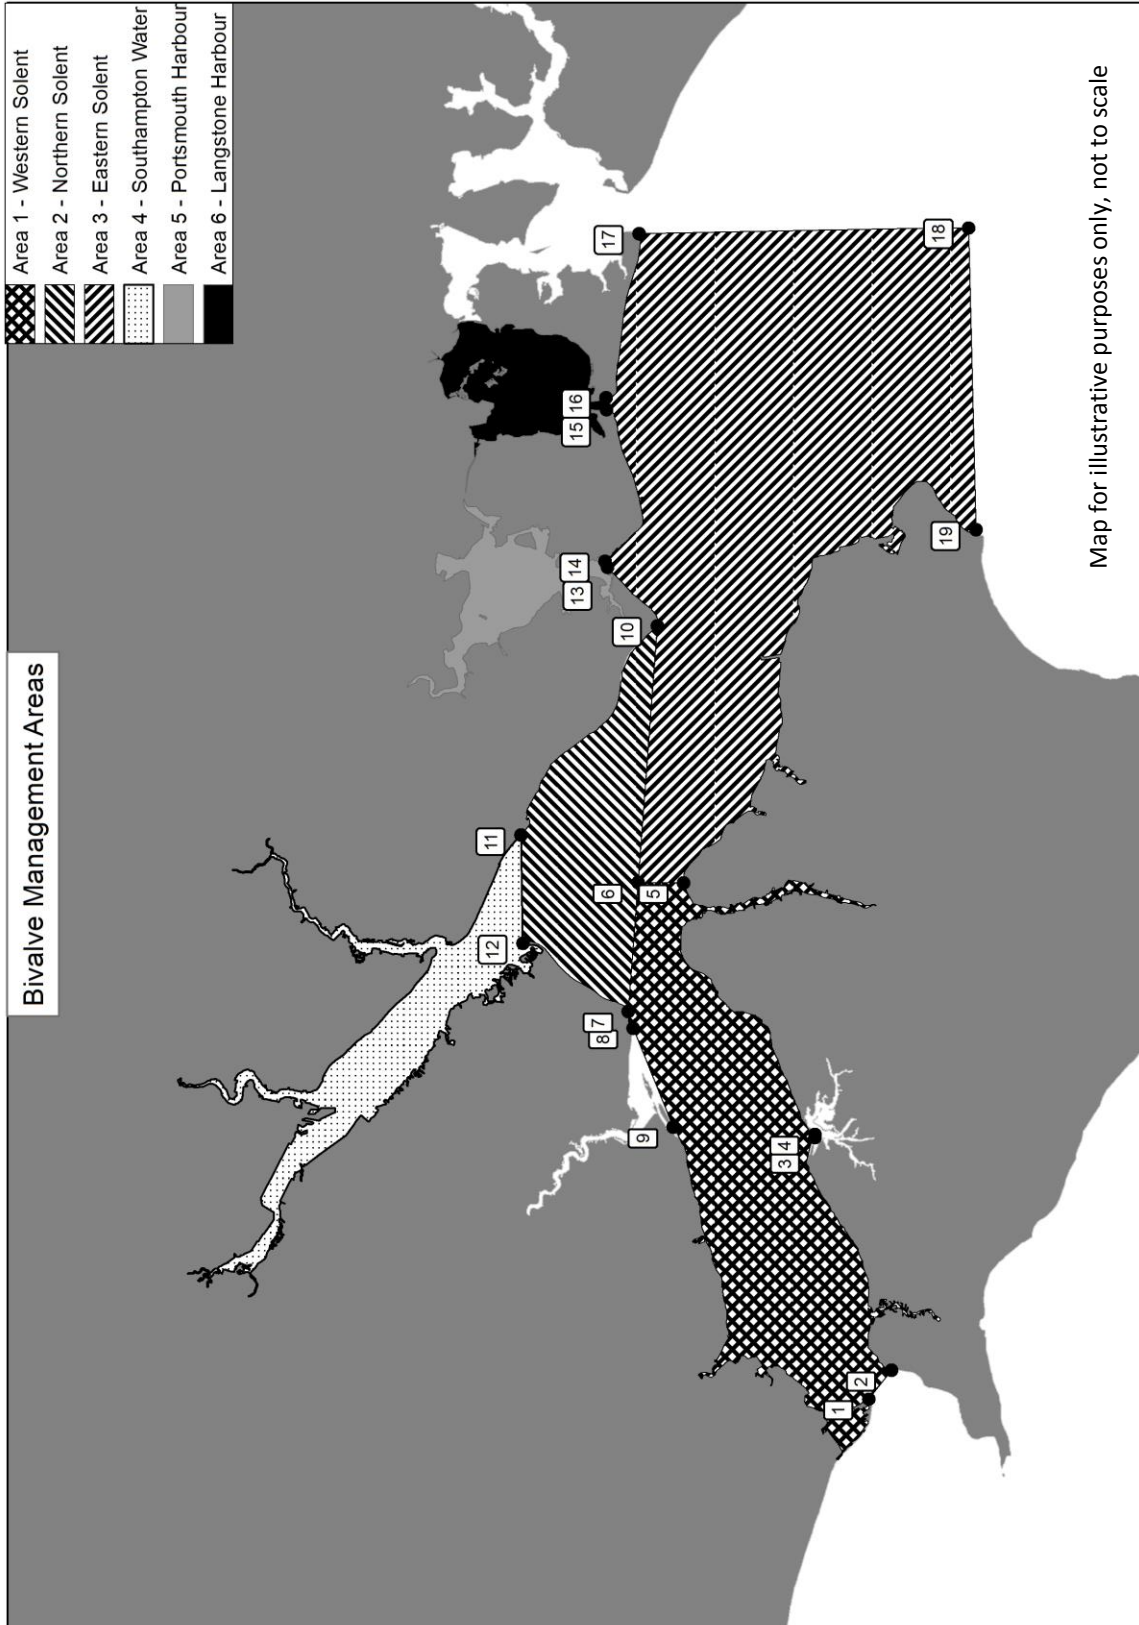 Bivalve Management Areas
Area 1 - Western Solent
Area 2 - Northern Solent
Area 3 - Eastern Solent
Area 4 - Southampton Water
Area 5 - Portsmouth Harbour
Area 6 - Langstone Harbour
1
2
3
4
5
6
7
8
9
10
11
12
13
14
15
16
17
18
19
Map for illustrative purposes only, not to scale